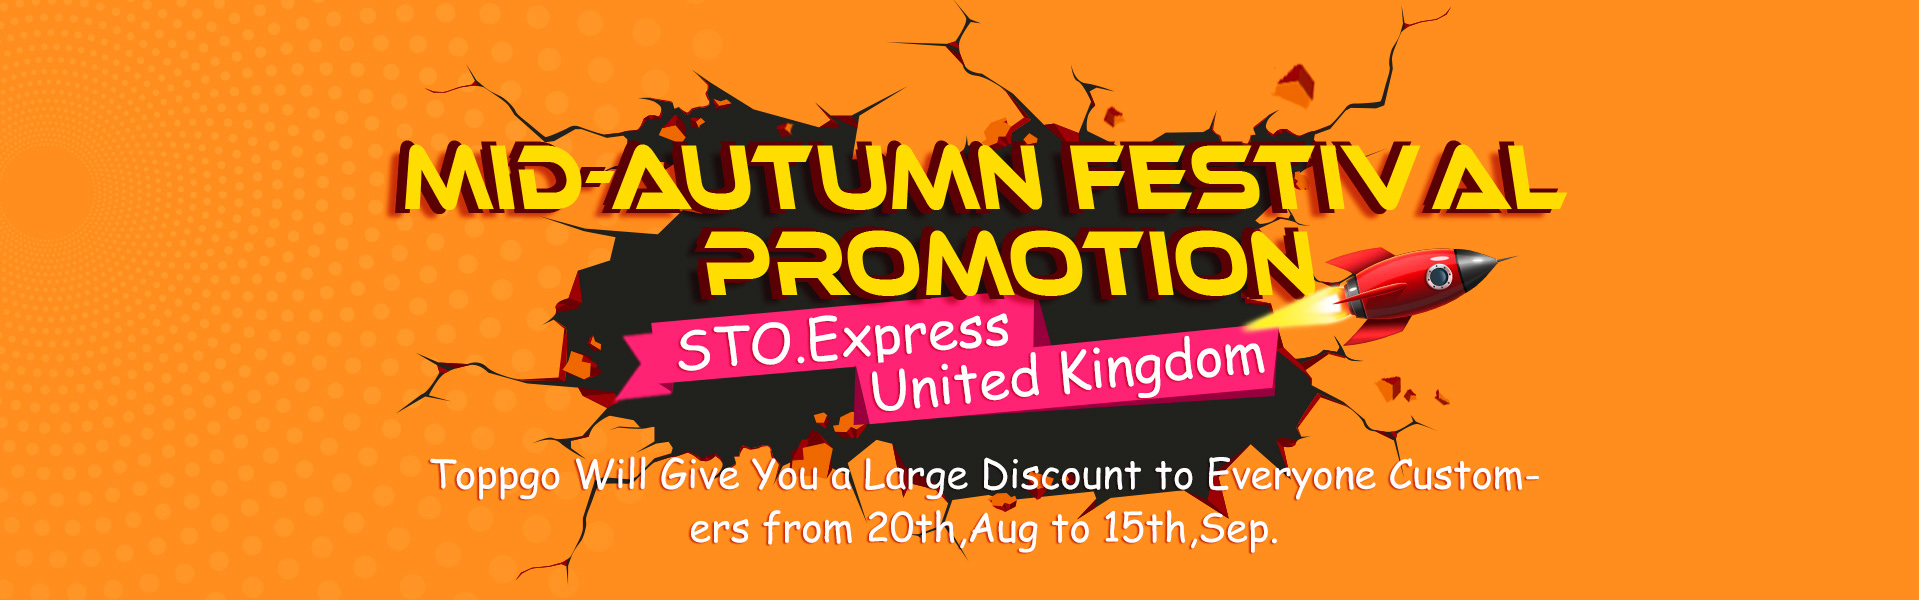 MID-AUTUMN FESTIVAL
PROMOTION
STO.Express
United Kingdom
Toppgo Will Give You a Large Discount to Everyone Custom-
ers from 20th,Aug to 15th,Sep.